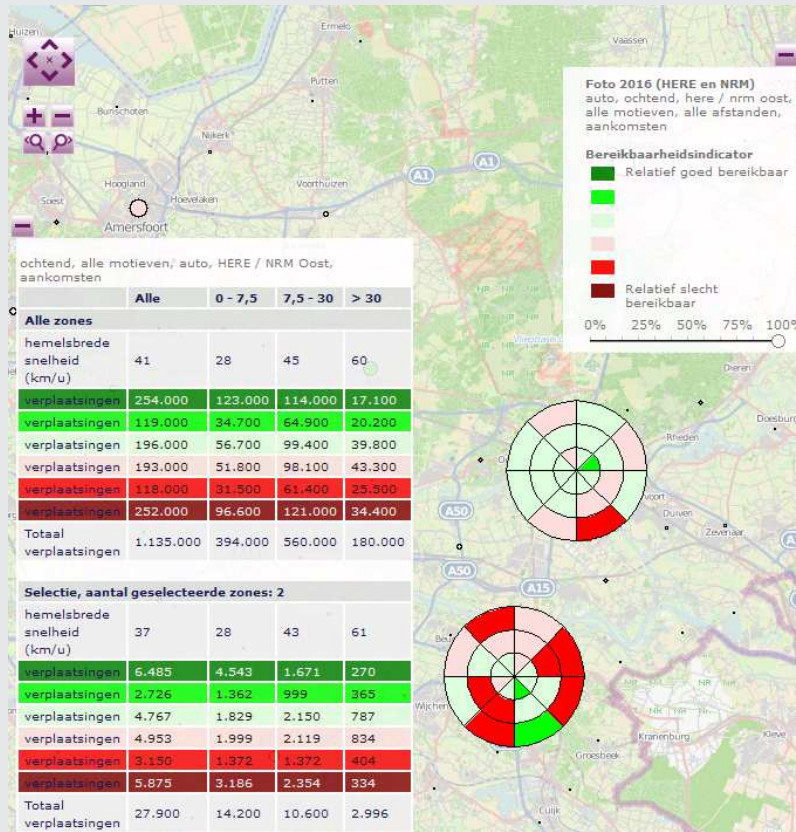 Huizen
Ermelo
Vaassen
Putten
Bunschoten
Nijkerk
Hoogland
Hoevelaken
Voorthuizen
A1
A1
Soest
Amersfoort
Foto 2016 (HERE en NRM)
auto, ochtend, here / nrm oost,
alle motieven, alle afstanden,
aankomsten
Bereikbaarheidsindicator
Relatief goed bereikbaar
Relatief slecht
bereikbaar
0% 25% 50% 75% 100%
ochtend, alle motieven, auto, HERE / NRM Oost,
aankomsten
Alle 0 - 7,5 7,5 - 30 > 30
Alle zones
hemelsbrede
snelheid
(km/u) 41 28 45 60
verplaatsingen 254.000 123.000 114.000 17.100
verplaatsingen 119.000 34.700 64.900 20.200
verplaatsingen 196.000 56.700 99.400 39.800
verplaatsingen 193.000 51.800 98.100 43.300
verplaatsingen 118.000 31.500 61.400 25.500
verplaatsingen 252.000 96.600 121.000 34.400
Totaal
verplaatsingen 1.135.000 394.000 560.000 180.000
Selectie, aantal geselecteerde zones: 2
hemelsbrede
snelheid
(km/u) 37 28 43 61
verplaatsingen 6.485 4.543 1.671 270
verplaatsingen 2.726 1.362 999 365
verplaatsingen 4.767 1.829 2.150 787
verplaatsingen 4.953 1.999 2.119 834
verplaatsingen 3.150 1.372 1.372 404
verplaatsingen 5.875 3.186 2.354 334
Totaal
verplaatsingen 27.900 14.200 10.600 2.996
Dieren
Doesburg
Rheden
voort
Duiven
Zevenaar
A50
A50
A15
Wijchen
NR
NR
NR
Groesbeek
Kranenburg
Kleve
Cuijk